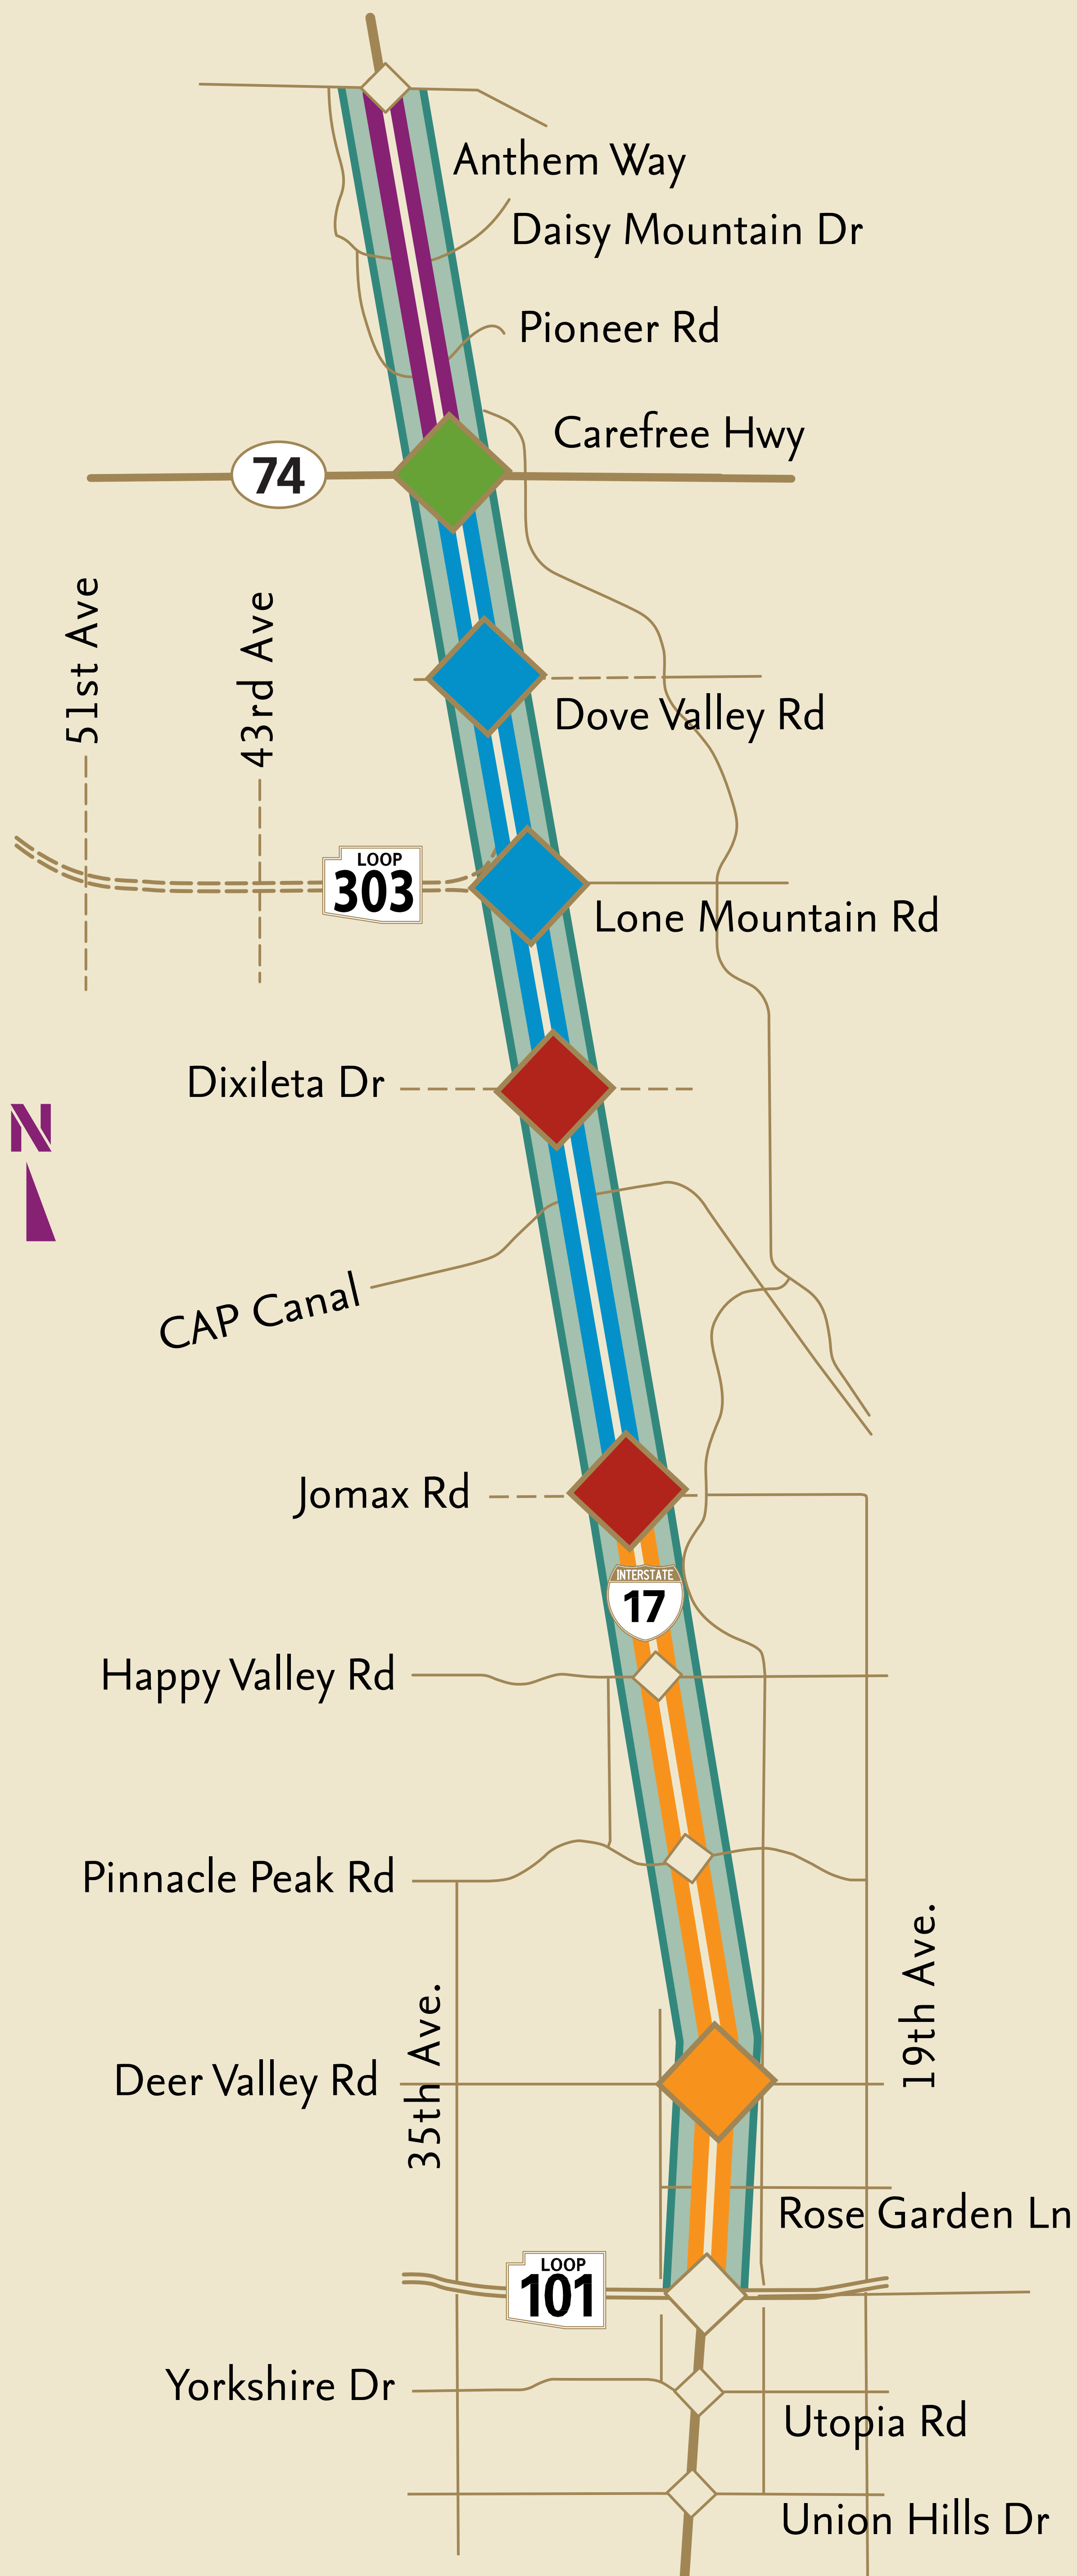 Anthem Way
Daisy Mountain Dr
Pioneer Rd
Carefree Hwy
74
51st Ave
43rd Ave
Dove Valley Rd
LOOP
303
Lone Mountain Rd
Dixileta Dr
N
CAP Canal
Jomax Rd
INTERSTATE
17
Happy Valley Rd
Pinnacle Peak Rd
19th Ave.
35th Ave.
Deer Valley Rd
Rose Garden Ln
LOOP
101
Yorkshire Dr
Utopia Rd
Union Hills Dr